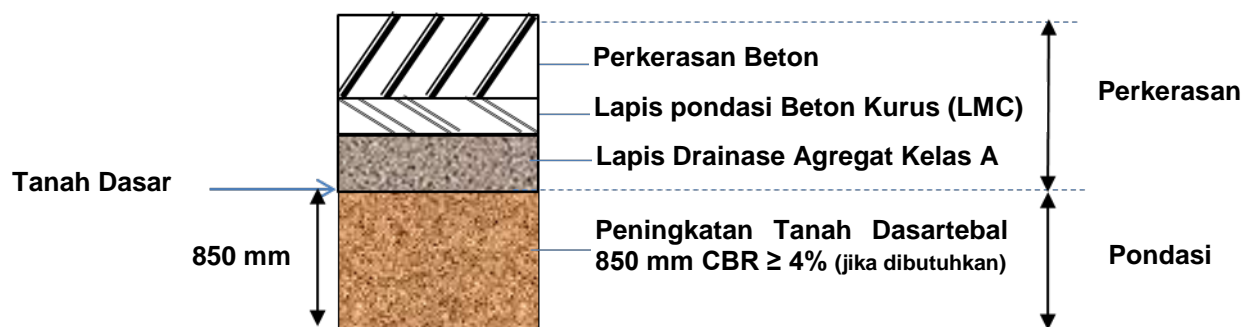 Perkerasan Beton
Lapis pondasi Beton Kurus (LMC)
Lapis Drainase Agregat Kelas A
Perkerasan
Tanah Dasar
850 mm
Peningkatan Tanah Dasartebal
850 mm CBR ≥ 4% (jika dibutuhkan)
Pondasi